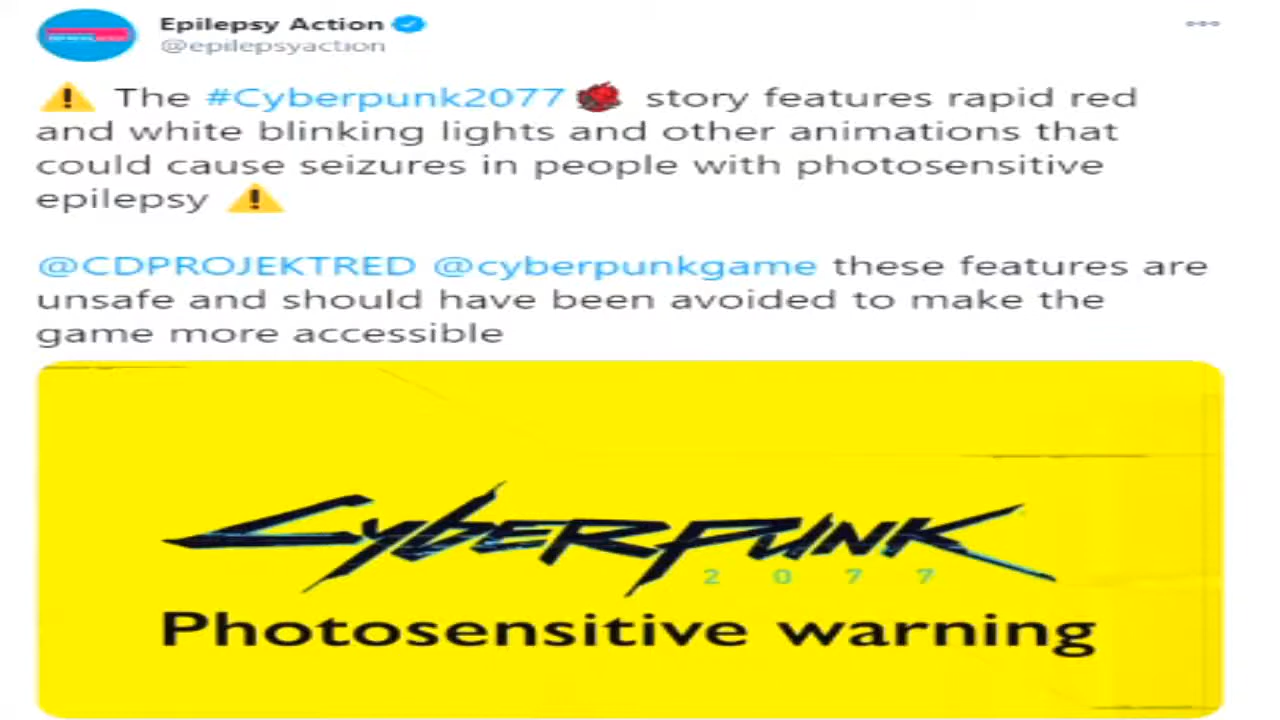 Epilepsy Action
@epilepsyaction
⚠️ The #Cyberpunk2077 story features rapid red
and white blinking lights and other animations that
could cause seizures in people with photosensitive
epilepsy ⚠️
@CDPROJEKTRED @cyberpunkgame these features are
unsafe and should have been avoided to make the
game more accessible
CYBERPUNK
2077
Photosensitive warning